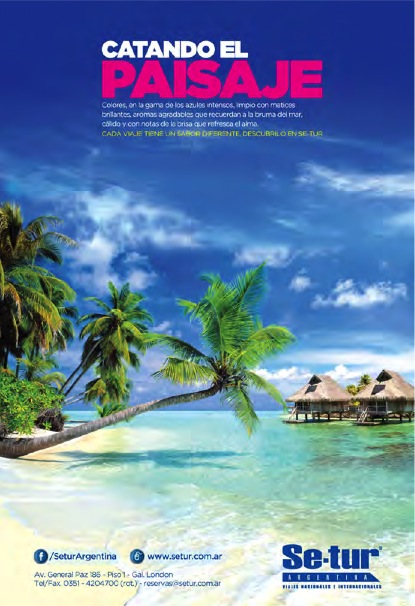 CATANDO EL
PAISAJE
Colores, en la gama de los azules intensos, limpio con matices
brillantes, aromas agradables que recuerdan a la bruma del mar,
cálido y con notas de la brisa que refresca el alma.
CADA VIAJE TIENE UN SABOR DIFERENTE, DESCUBRILO EN SE-TUR
/SeturArgentina www.setur.com.ar
Av. General Paz 186 - Piso 1 - Gal. London
Tel/Fax. 0351 - 4204700 (rot.) - reservas@setur.com.ar
Se-tur
ARGENTINA
VIAJES NACIONALES | INTERNACIONALES